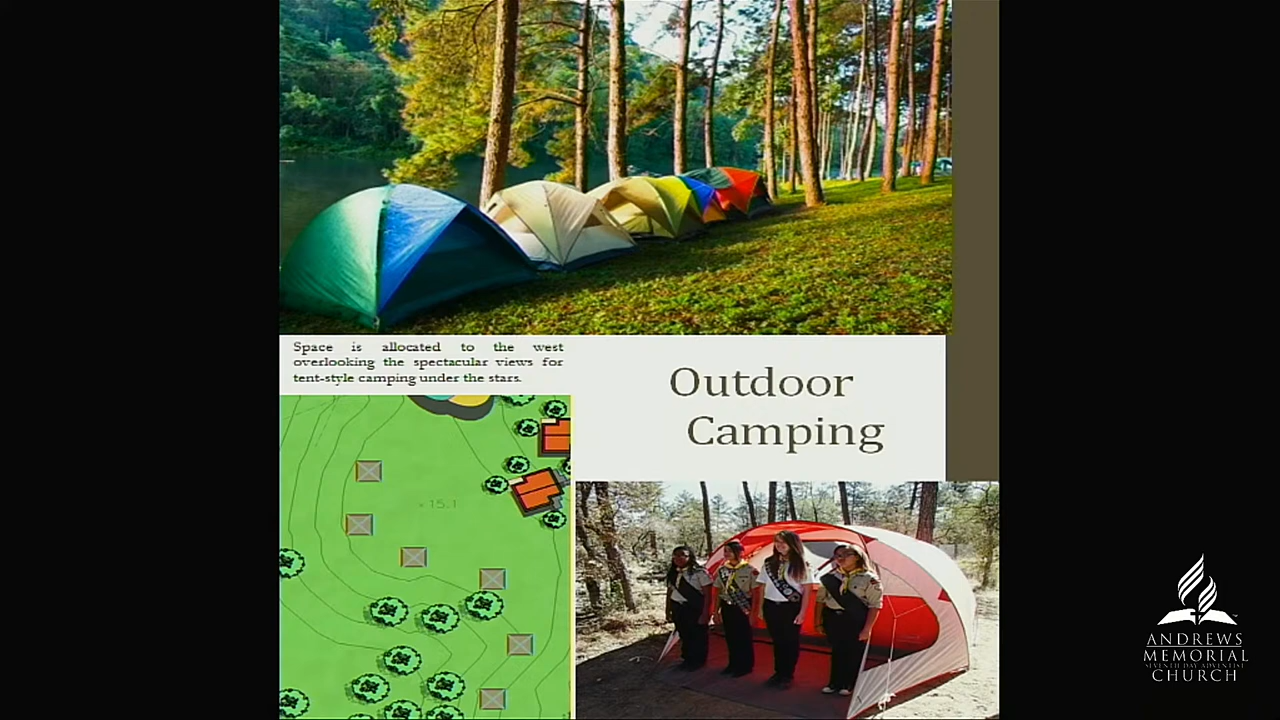 Space is allocated to the west
overlooking the spectacular views for
tent-style camping under the stars.
Outdoor
Camping
15.1
ANDREWS
MEMORIAL
SEVENTH-DAY ADVENTIST
CHURCH